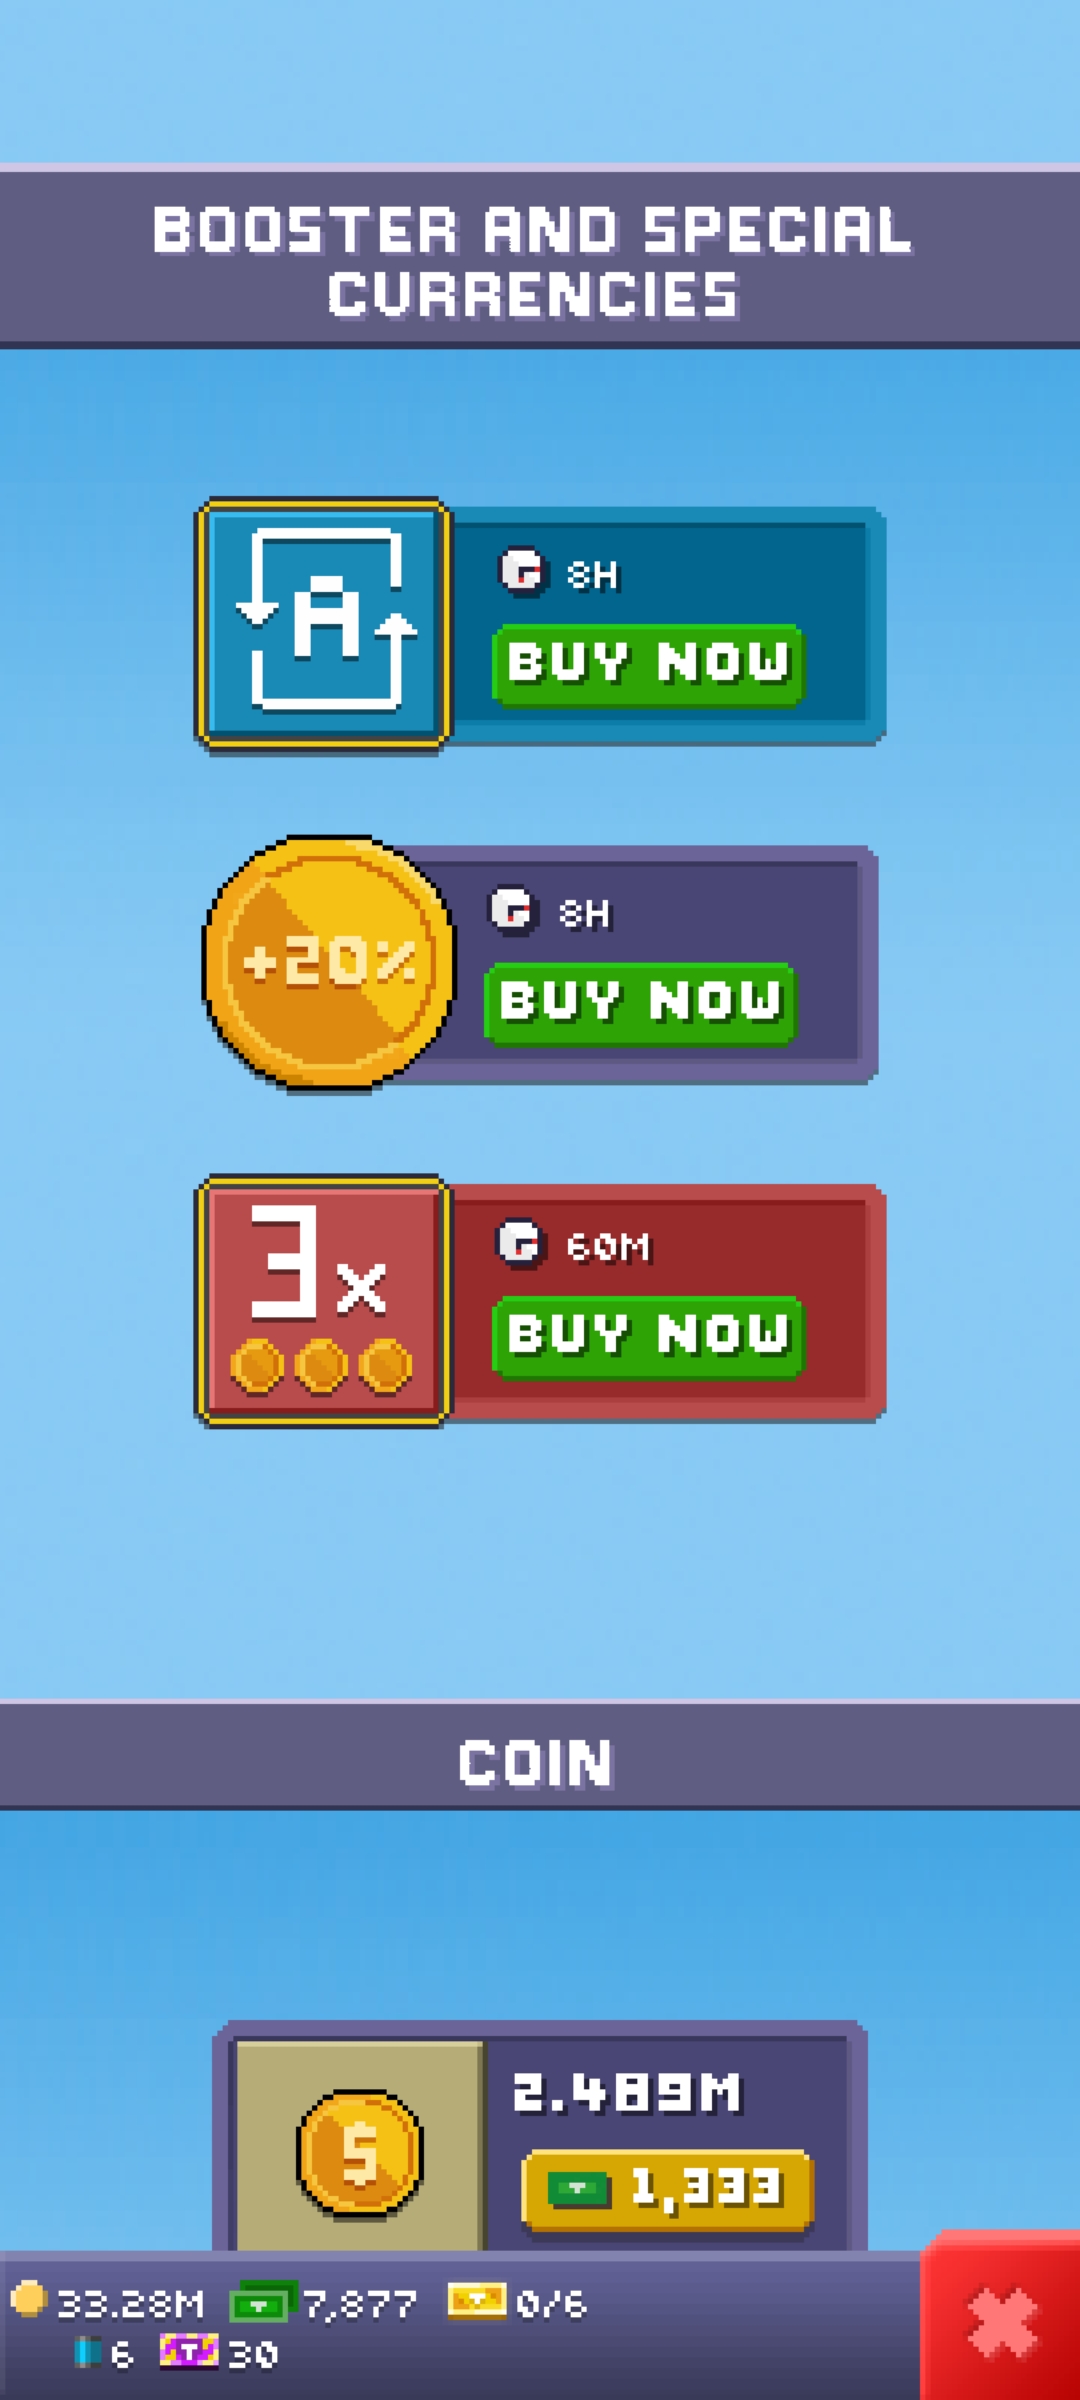 BOOSTER AND SPECIAL
CURRENCIES
A
8H
BUY NOW
+20%
8H
BUY NOW
3x
60M
BUY NOW
COIN
$
2.489M
1,333
33.28M 7,877 0/6
6 T 30